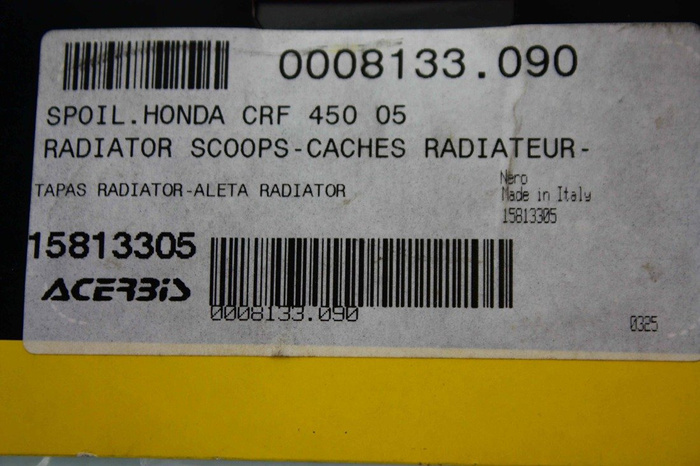 0008133.090
SPOIL.HONDA CRF 450 05
RADIATOR SCOOPS-CACHES RADIATEUR-
TAPAS RADIATOR-ALETA RADIATOR
Nero
Made in Italy
15813305
15813305
ACERBIS
0008133.090
0325